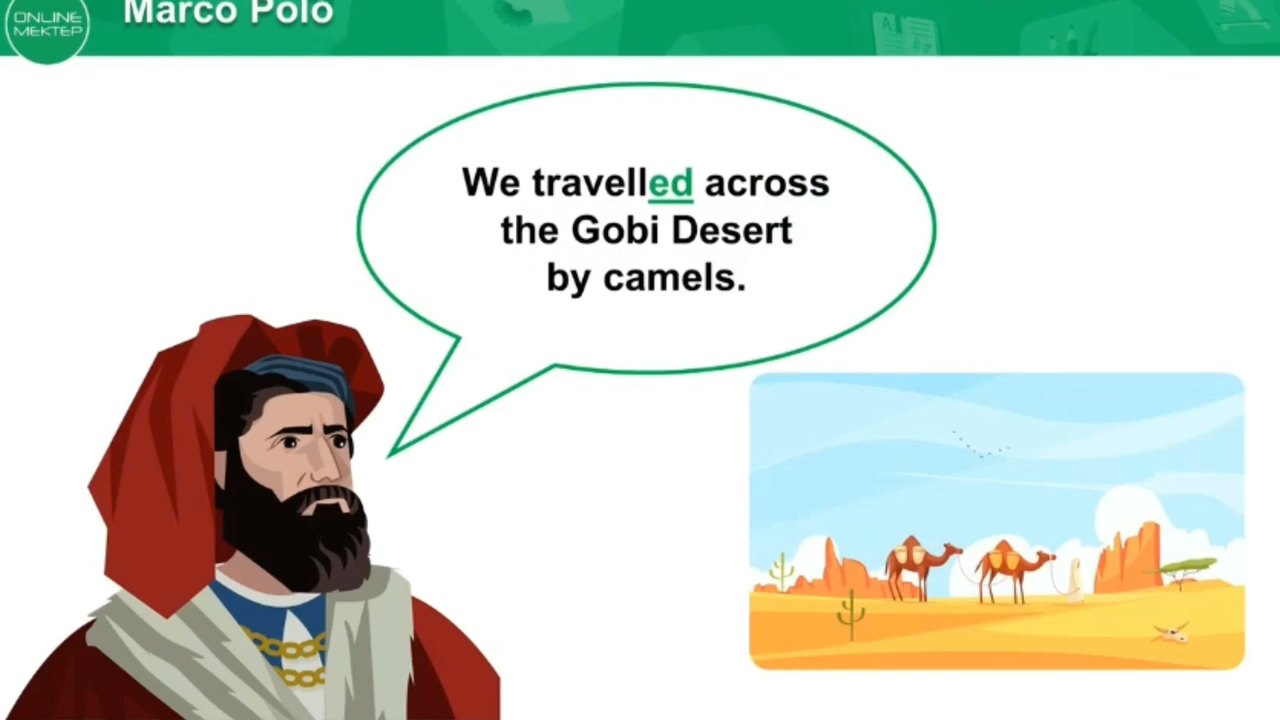 ONLINE
MEKTEP
Marco Polo
We travelled across
the Gobi Desert
by camels.